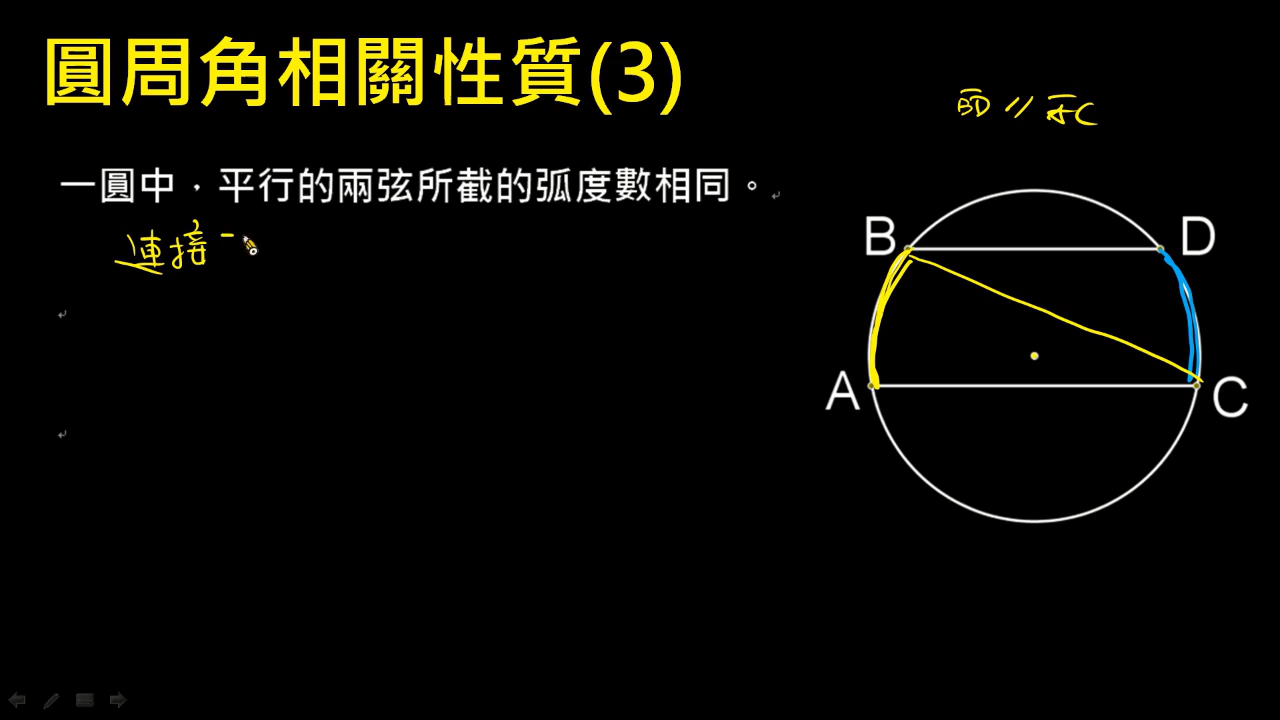 圓周角相關性質(3)
BD // AC
一圓中，平行的兩弦所截的弧度數相同。
連接
B
D
A
C